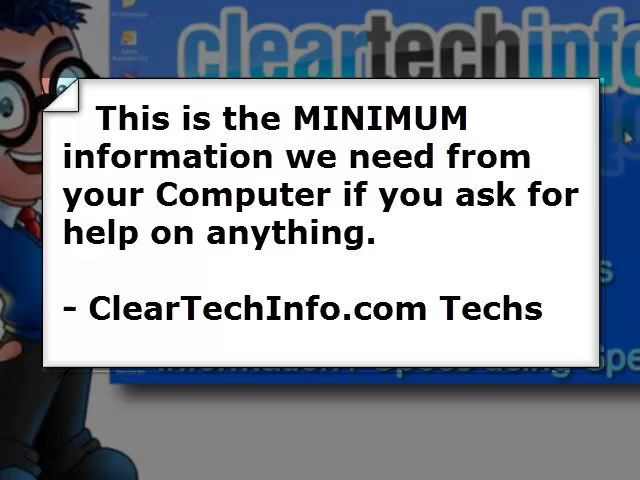 cleartechinfo
This is the MINIMUM
information we need from
your Computer if you ask for
help on anything.
- ClearTechInfo.com Techs